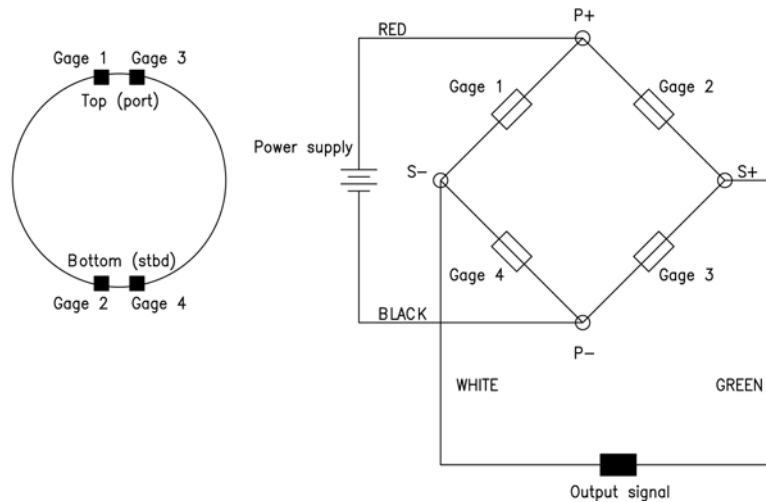 Gage 1 Gage 3
Top (port)
Bottom (stbd)
Gage 2 Gage 4
P+
RED
Gage 1
Gage 2
Power supply
S-
S+
Gage 4
Gage 3
BLACK
P-
WHITE
GREEN
Output signal